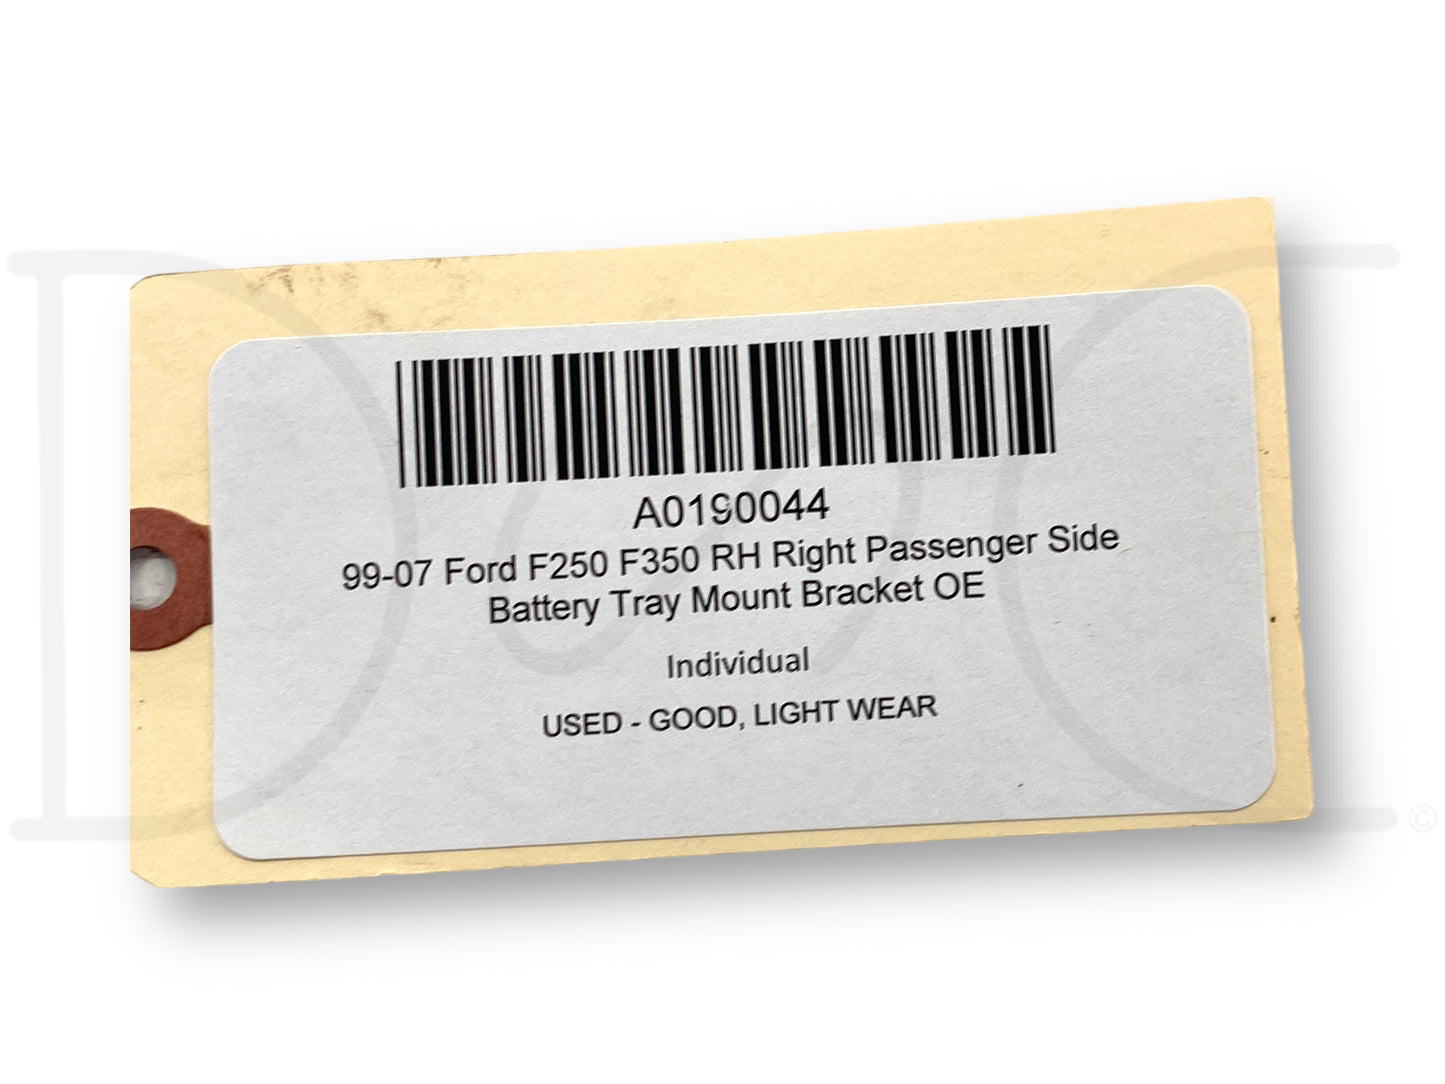 A0190044
99-07 Ford F250 F350 RH Right Passenger Side
Battery Tray Mount Bracket OE
Individual
USED - GOOD, LIGHT WEAR
©